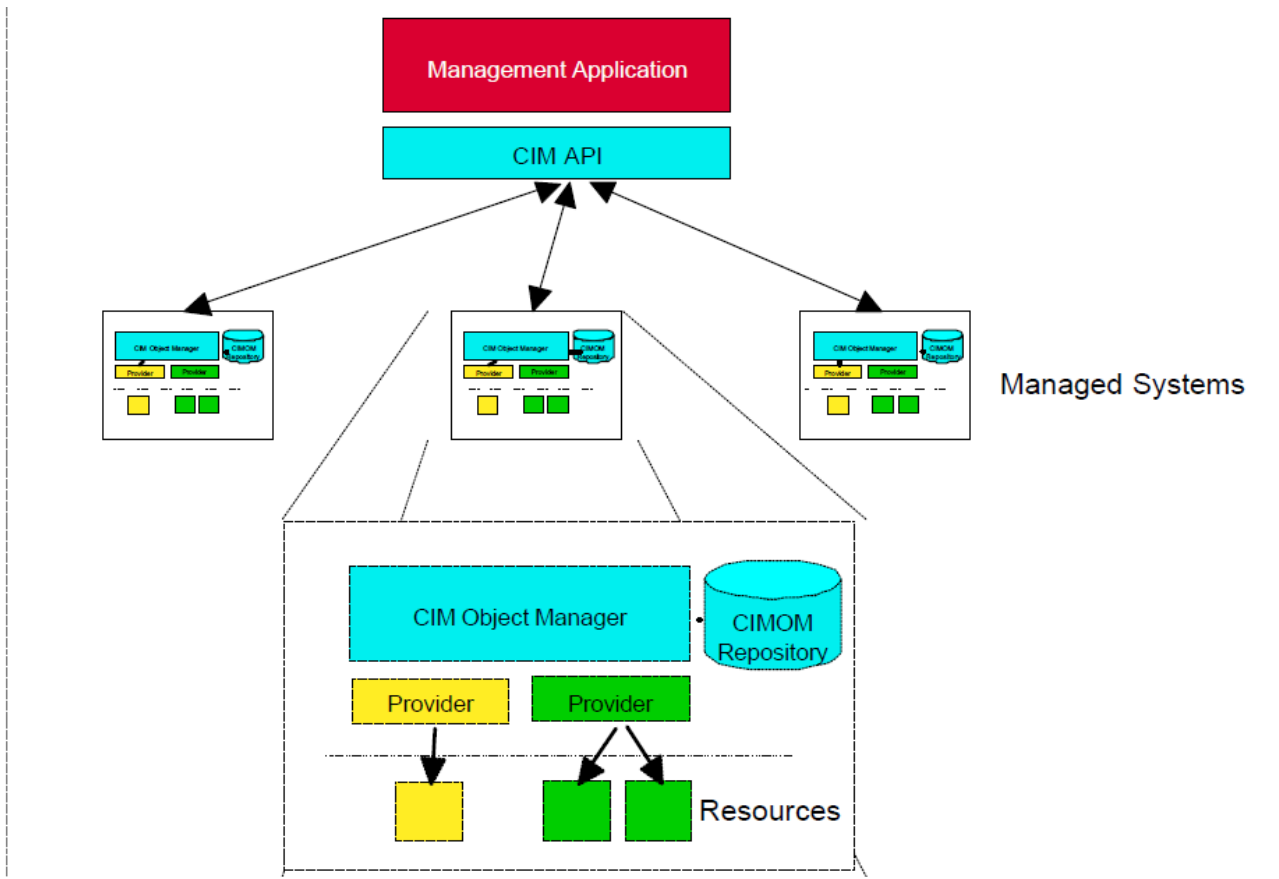 Management Application
CIM API
CIM Object Manager
CIMOM
Repository
Provider
Provider
CIM Object Manager
CIMOM
Repository
Provider
Provider
CIM Object Manager
CIMOM
Repository
Provider
Provider
Managed Systems
CIM Object Manager
CIMOM
Repository
Provider
Provider
Resources